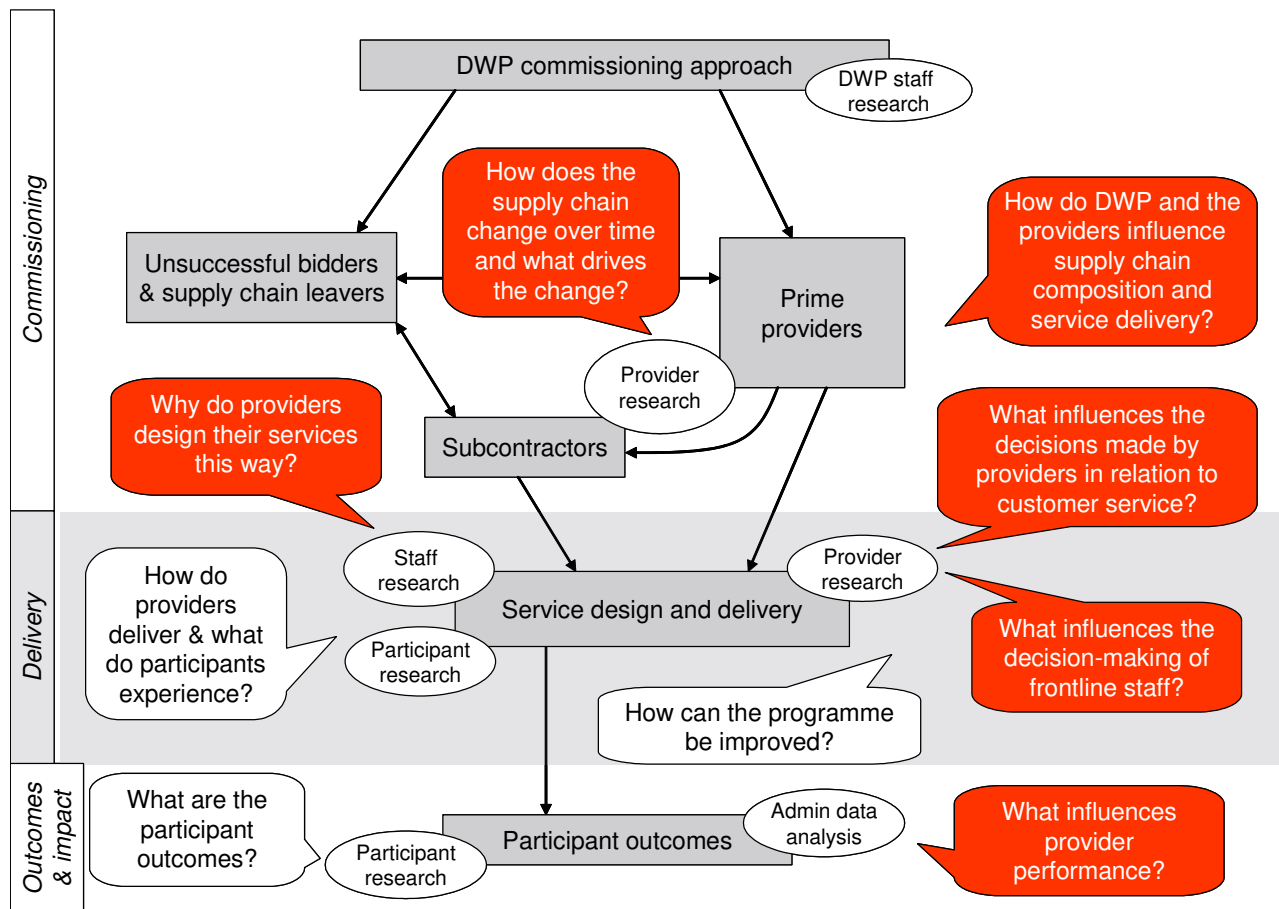 Commissioning
DWP commissioning approach
DWP staff
research
How does the
supply chain
change over time
and what drives
the change?
How do DWP and the
providers influence
supply chain
composition and
service delivery?
Unsuccessful bidders
& supply chain leavers
Prime
providers
Provider
research
Why do providers
design their services
this way?
Subcontractors
What influences the
decisions made by
providers in relation to
customer service?
Delivery
Staff
research
Provider
research
How do
providers
deliver & what
do participants
experience?
Service design and delivery
Participant
research
What influences the
decision-making of
frontline staff?
How can the programme
be improved?
Outcomes
& impact
What are the
participant
outcomes?
Participant outcomes
Admin data
analysis
Participant
research
What influences
provider
performance?